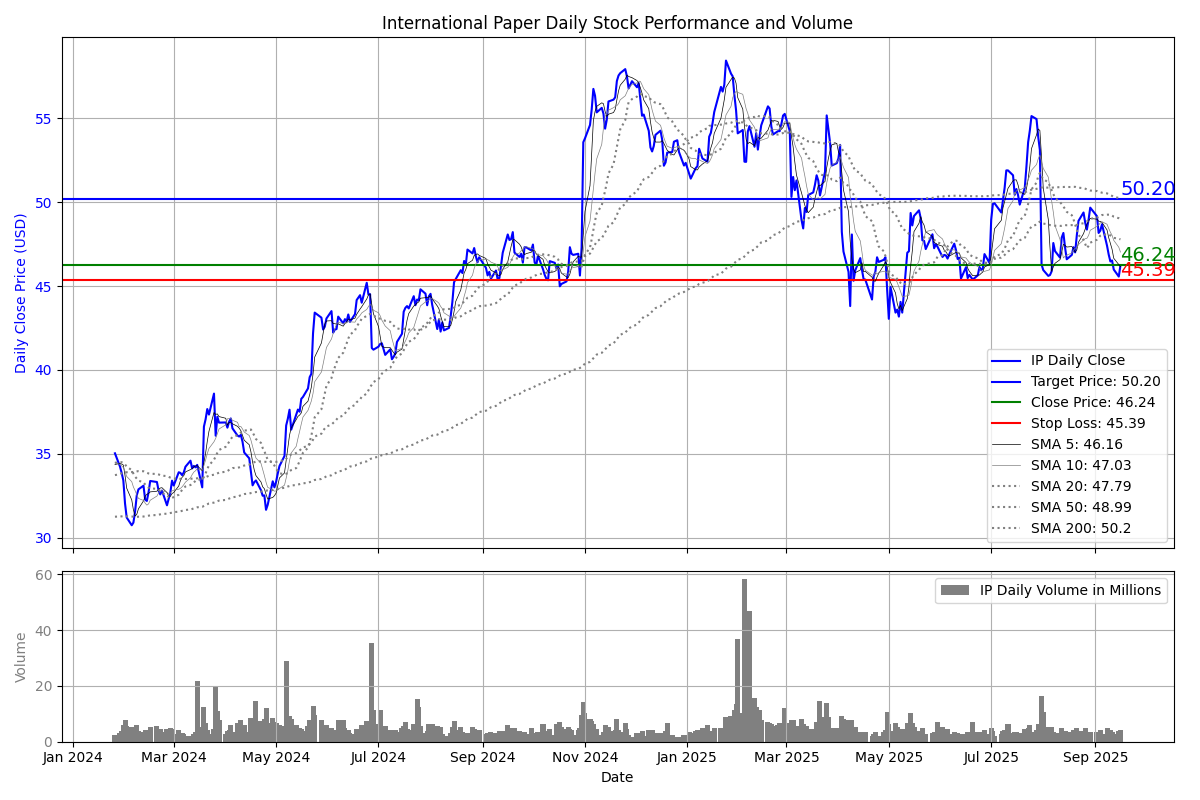 International Paper Daily Stock Performance and Volume
Daily Close Price (USD)
55
50
45
40
35
30
50.20
46.24
45.39
IP Daily Close
Target Price: 50.20
Close Price: 46.24
Stop Loss: 45.39
SMA 5: 46.16
SMA 10: 47.03
SMA 20: 47.79
SMA 50: 48.99
SMA 200: 50.2
Volume
60
40
20
0
IP Daily Volume in Millions
Jan 2024 Mar 2024 May 2024 Jul 2024 Sep 2024 Nov 2024 Jan 2025 Mar 2025 May 2025 Jul 2025 Sep 2025
Date